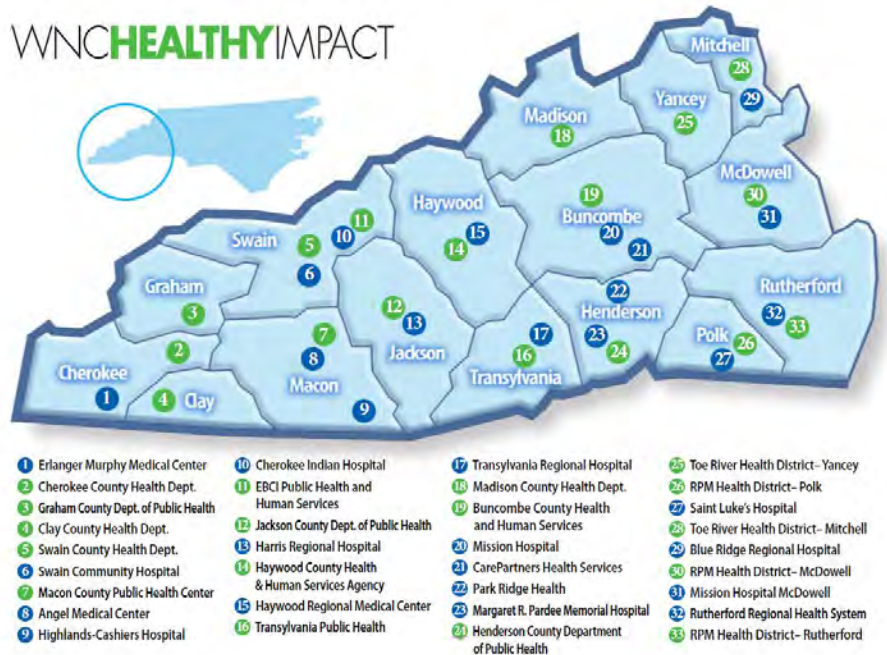 WNCHEALTHYIMPACT
Mitchell
28
29
Yancey
25
Madison
18
McDowell
30
31
Haywood
15
14
19
Buncombe
20
21
Swain
11
10
5
6
Graham
3
12
13
Jackson
22
Henderson
23
24
Rutherford
32
33
Polk
26
27
17
16
Transylvania
7
8
Macon
9
2
Cherokee
1
4
Clay
1 Erlanger Murphy Medical Center
2 Cherokee County Health Dept.
3 Graham County Dept. of Public Health
4 Clay County Health Dept.
5 Swain County Health Dept.
6 Swain Community Hospital
7 Macon County Public Health Center
8 Angel Medical Center
9 Highlands-Cashiers Hospital
10 Cherokee Indian Hospital
11 EBCI Public Health and
Human Services
12 Jackson County Dept. of Public Health
13 Harris Regional Hospital
14 Haywood County Health
& Human Services Agency
15 Haywood Regional Medical Center
16 Transylvania Public Health
17 Transylvania Regional Hospital
18 Madison County Health Dept.
19 Buncombe County Health
and Human Services
20 Mission Hospital
21 CarePartners Health Services
22 Park Ridge Health
23 Margaret R. Pardee Memorial Hospital
24 Henderson County Department
of Public Health
25 Toe River Health District– Yancey
26 RPM Health District– Polk
27 Saint Luke's Hospital
28 Toe River Health District– Mitchell
29 Blue Ridge Regional Hospital
30 RPM Health District– McDowell
31 Mission Hospital McDowell
32 Rutherford Regional Health System
33 RPM Health District– Rutherford